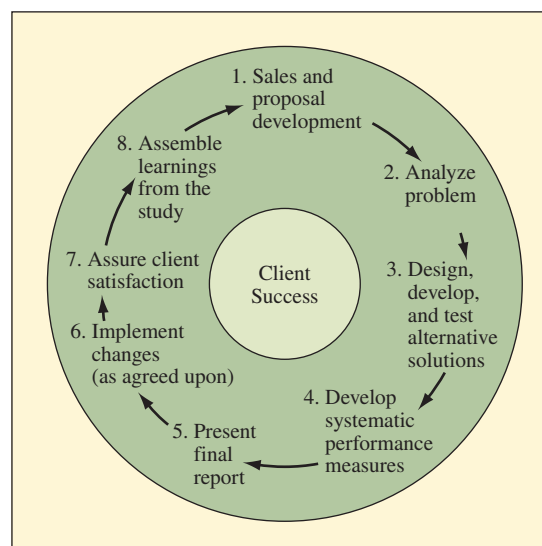 1. Sales and
proposal
development
2. Analyze
problem
3. Design,
develop,
and test
alternative
solutions
4. Develop
systematic
performance
measures
5. Present
final
report
6. Implement
changes
(as agreed upon)
7. Assure client
satisfaction
8. Assemble
learnings
from the
study
Client
Success